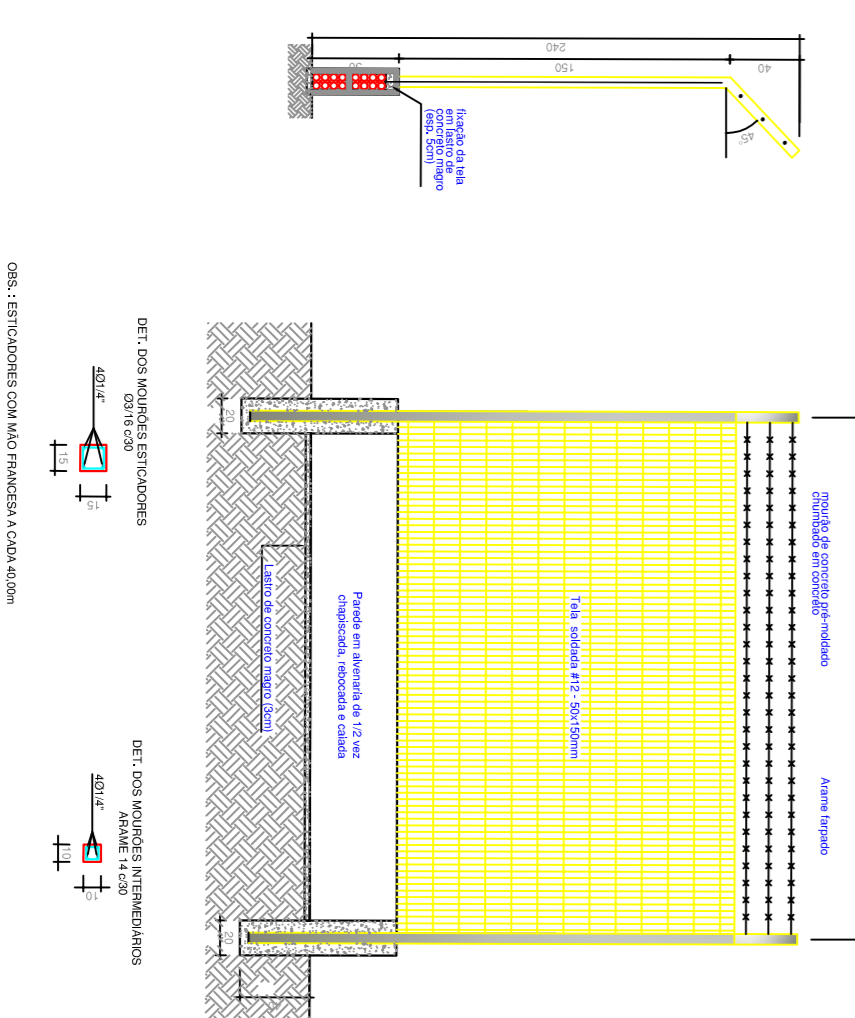 240
150
40
45°
fixação da tela
em lastro de
concreto magro
(esp. 5cm)
mourão de concreto pré-moldado
chumbado em concreto
Arame farpado
Tela soldada #12 - 50x150mm
Parede em alvenaria de 1/2 vez
chapiscada, rebocada e caiada
Lastro de concreto magro (3cm)
20
20
DET. DOS MOURÕES ESTICADORES
Ø3/16 c/30
4Ø1/4"
15
15
DET. DOS MOURÕES INTERMEDIÁRIOS
ARAME 14 c/30
4Ø1/4"
10
10
OBS. : ESTICADORES COM MÃO FRANCESA A CADA 40,00m